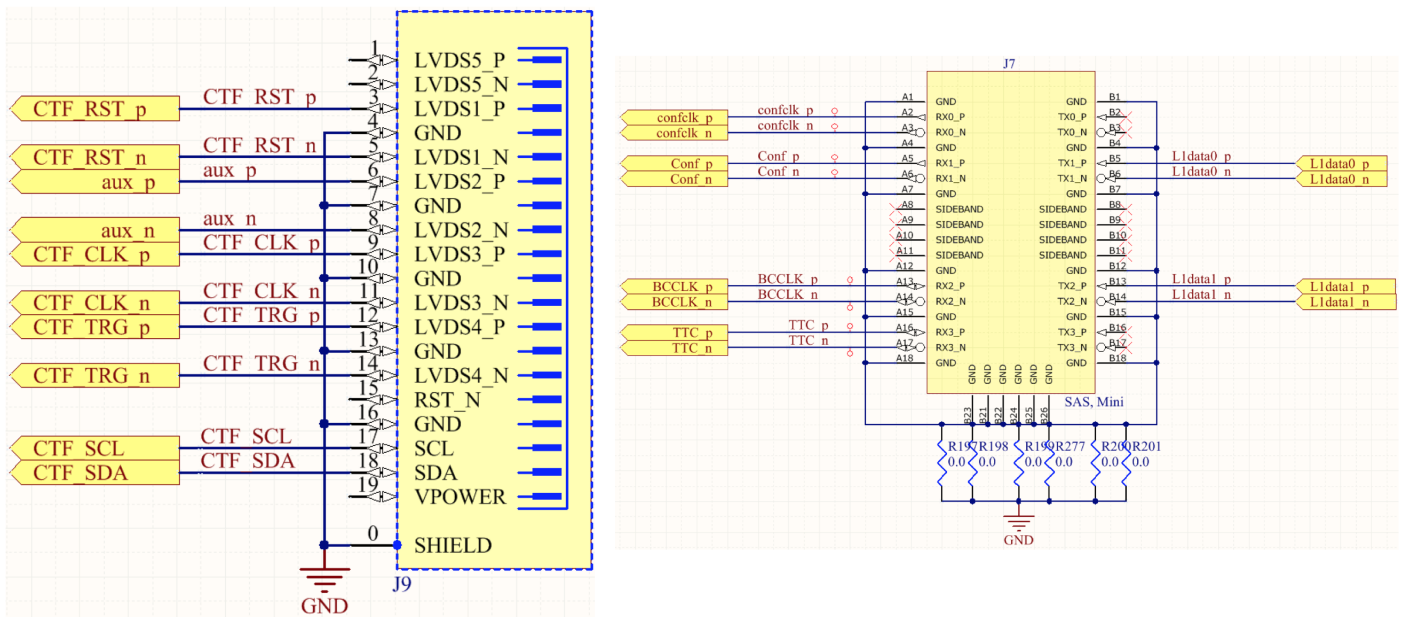 1 LVDS5_P
2 LVDS5_N
CTF_RST_p CTF_RST_p 3 LVDS1_P
4 GND
CTF_RST_n CTF_RST_n 5 LVDS1_N
aux_p aux_p 6 LVDS2_P
7 GND
aux_n aux_n 8 LVDS2_N
CTF_CLK_p CTF_CLK_p 9 LVDS3_P
10 GND
CTF_CLK_n CTF_CLK_n 11 LVDS3_N
CTF_TRG_p CTF_TRG_p 12 LVDS4_P
13 GND
CTF_TRG_n CTF_TRG_n 14 LVDS4_N
15 RST_N
16 GND
CTF_SCL CTF_SCL 17 SCL
CTF_SDA CTF_SDA 18 SDA
19 VPOWER
0 SHIELD
J9
GND
J7
A1 GND GND B1
confclk_p confclk_p A2 RX0_P TX0_P B2
confclk_n confclk_n A3 RX0_N TX0_N B3
A4 GND GND B4
Conf_p Conf_p A5 RX1_P TX1_P B5 L1data0_p L1data0_p
Conf_n Conf_n A6 RX1_N TX1_N B6 L1data0_n L1data0_n
A7 GND GND B7
A8 SIDEBAND SIDEBAND B8
A9 SIDEBAND SIDEBAND B9
A10 SIDEBAND SIDEBAND B10
A11 SIDEBAND SIDEBAND B11
A12 GND GND B12
BCCLK_p BCCLK_p A13 RX2_P TX2_P B13 L1data1_p L1data1_p
BCCLK_n BCCLK_n A14 RX2_N TX2_N B14 L1data1_n L1data1_n
A15 GND GND B15
TTC_p TTC_p A16 RX3_P TX3_P B16
TTC_n TTC_n A17 RX3_N TX3_N B17
A18 GND GND B18
GND GND GND GND GND GND
SAS, Mini
B23 B21 B22 B24 B25 B26
R197 R198 R199 R277 R200 R201
0.0 0.0 0.0 0.0 0.0 0.0
GND